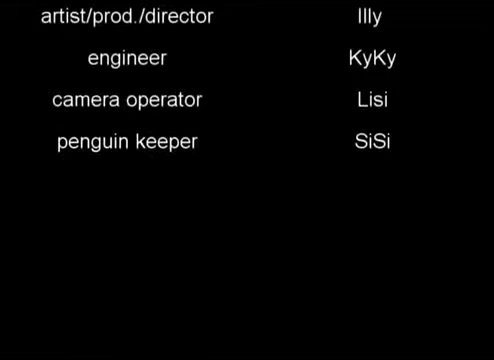 artist/prod./director Illy
engineer KyKy
camera operator Lisi
penguin keeper SiSi